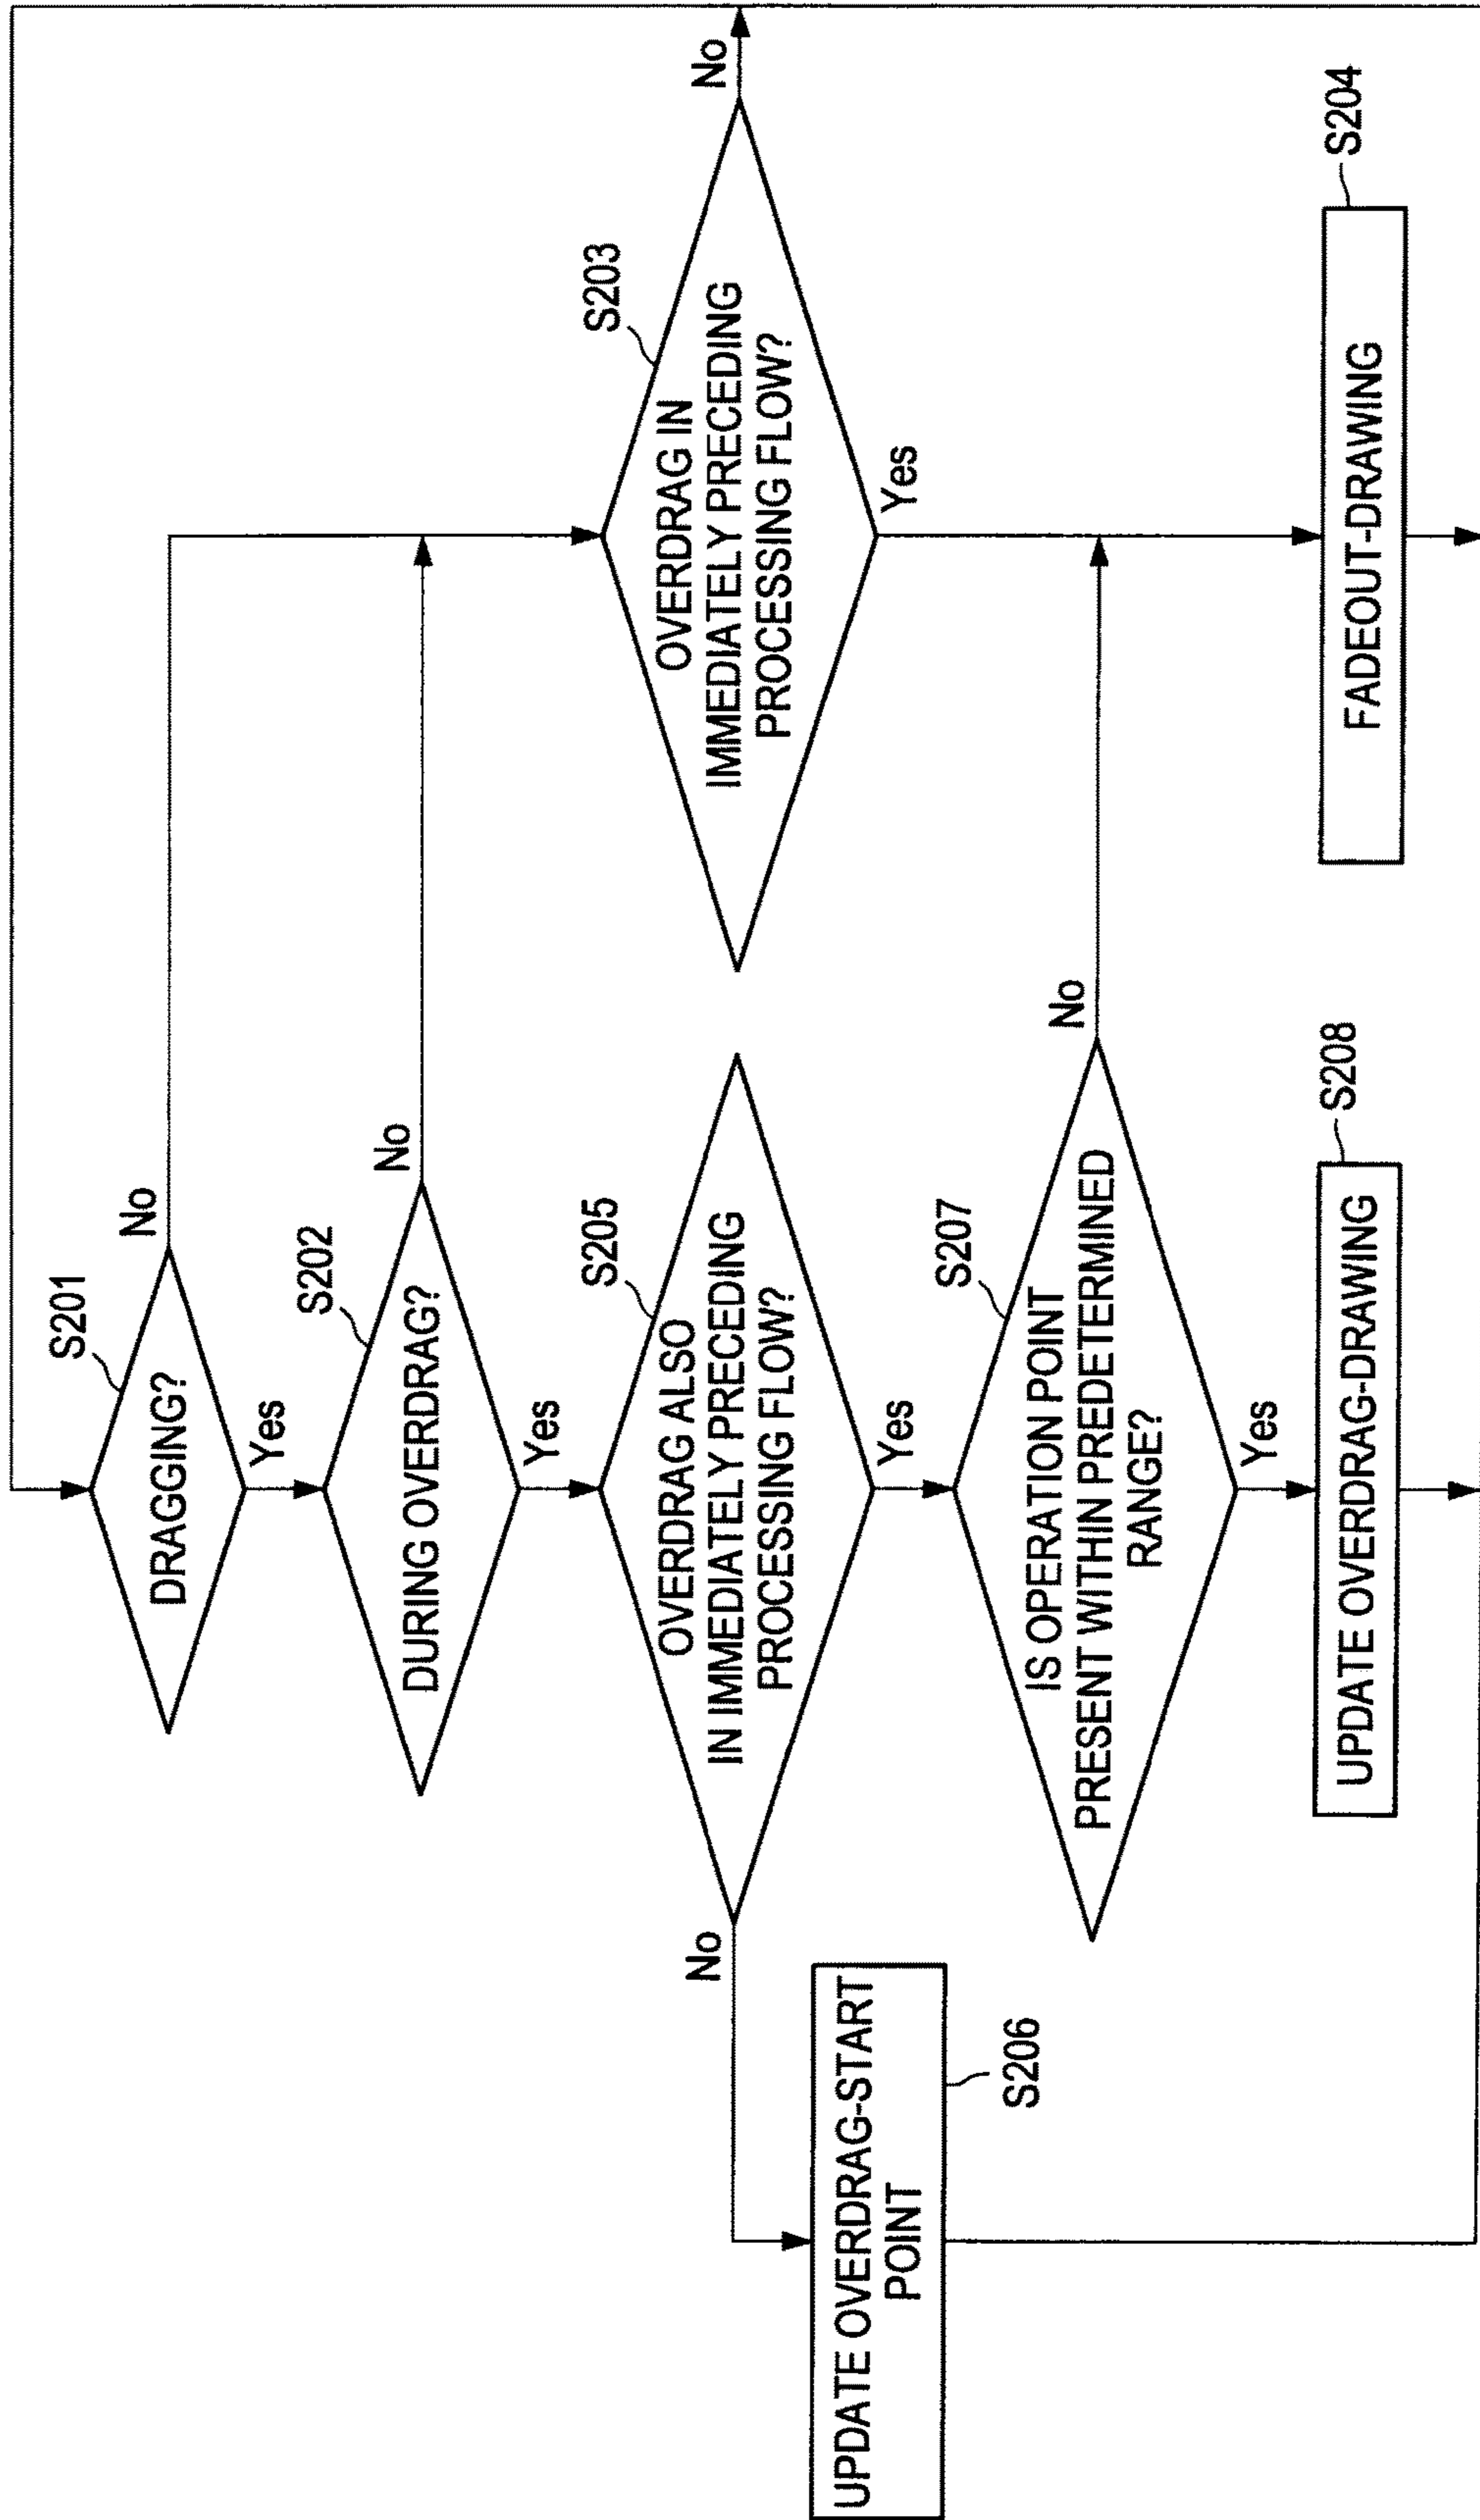 S201
DRAGGING?
No
Yes
S202
DURING OVERDRAG?
No
Yes
S203
OVERDRAG IN
IMMEDIATELY PRECEDING
PROCESSING FLOW?
No
Yes
S205
OVERDRAG ALSO
IN IMMEDIATELY PRECEDING
PROCESSING FLOW?
No
Yes
UPDATE OVERDRAG-START
POINT
S206
S207
IS OPERATION POINT
PRESENT WITHIN PREDETERMINED
RANGE?
No
Yes
S208
UPDATE OVERDRAG-DRAWING
S204
FADEOUT-DRAWING